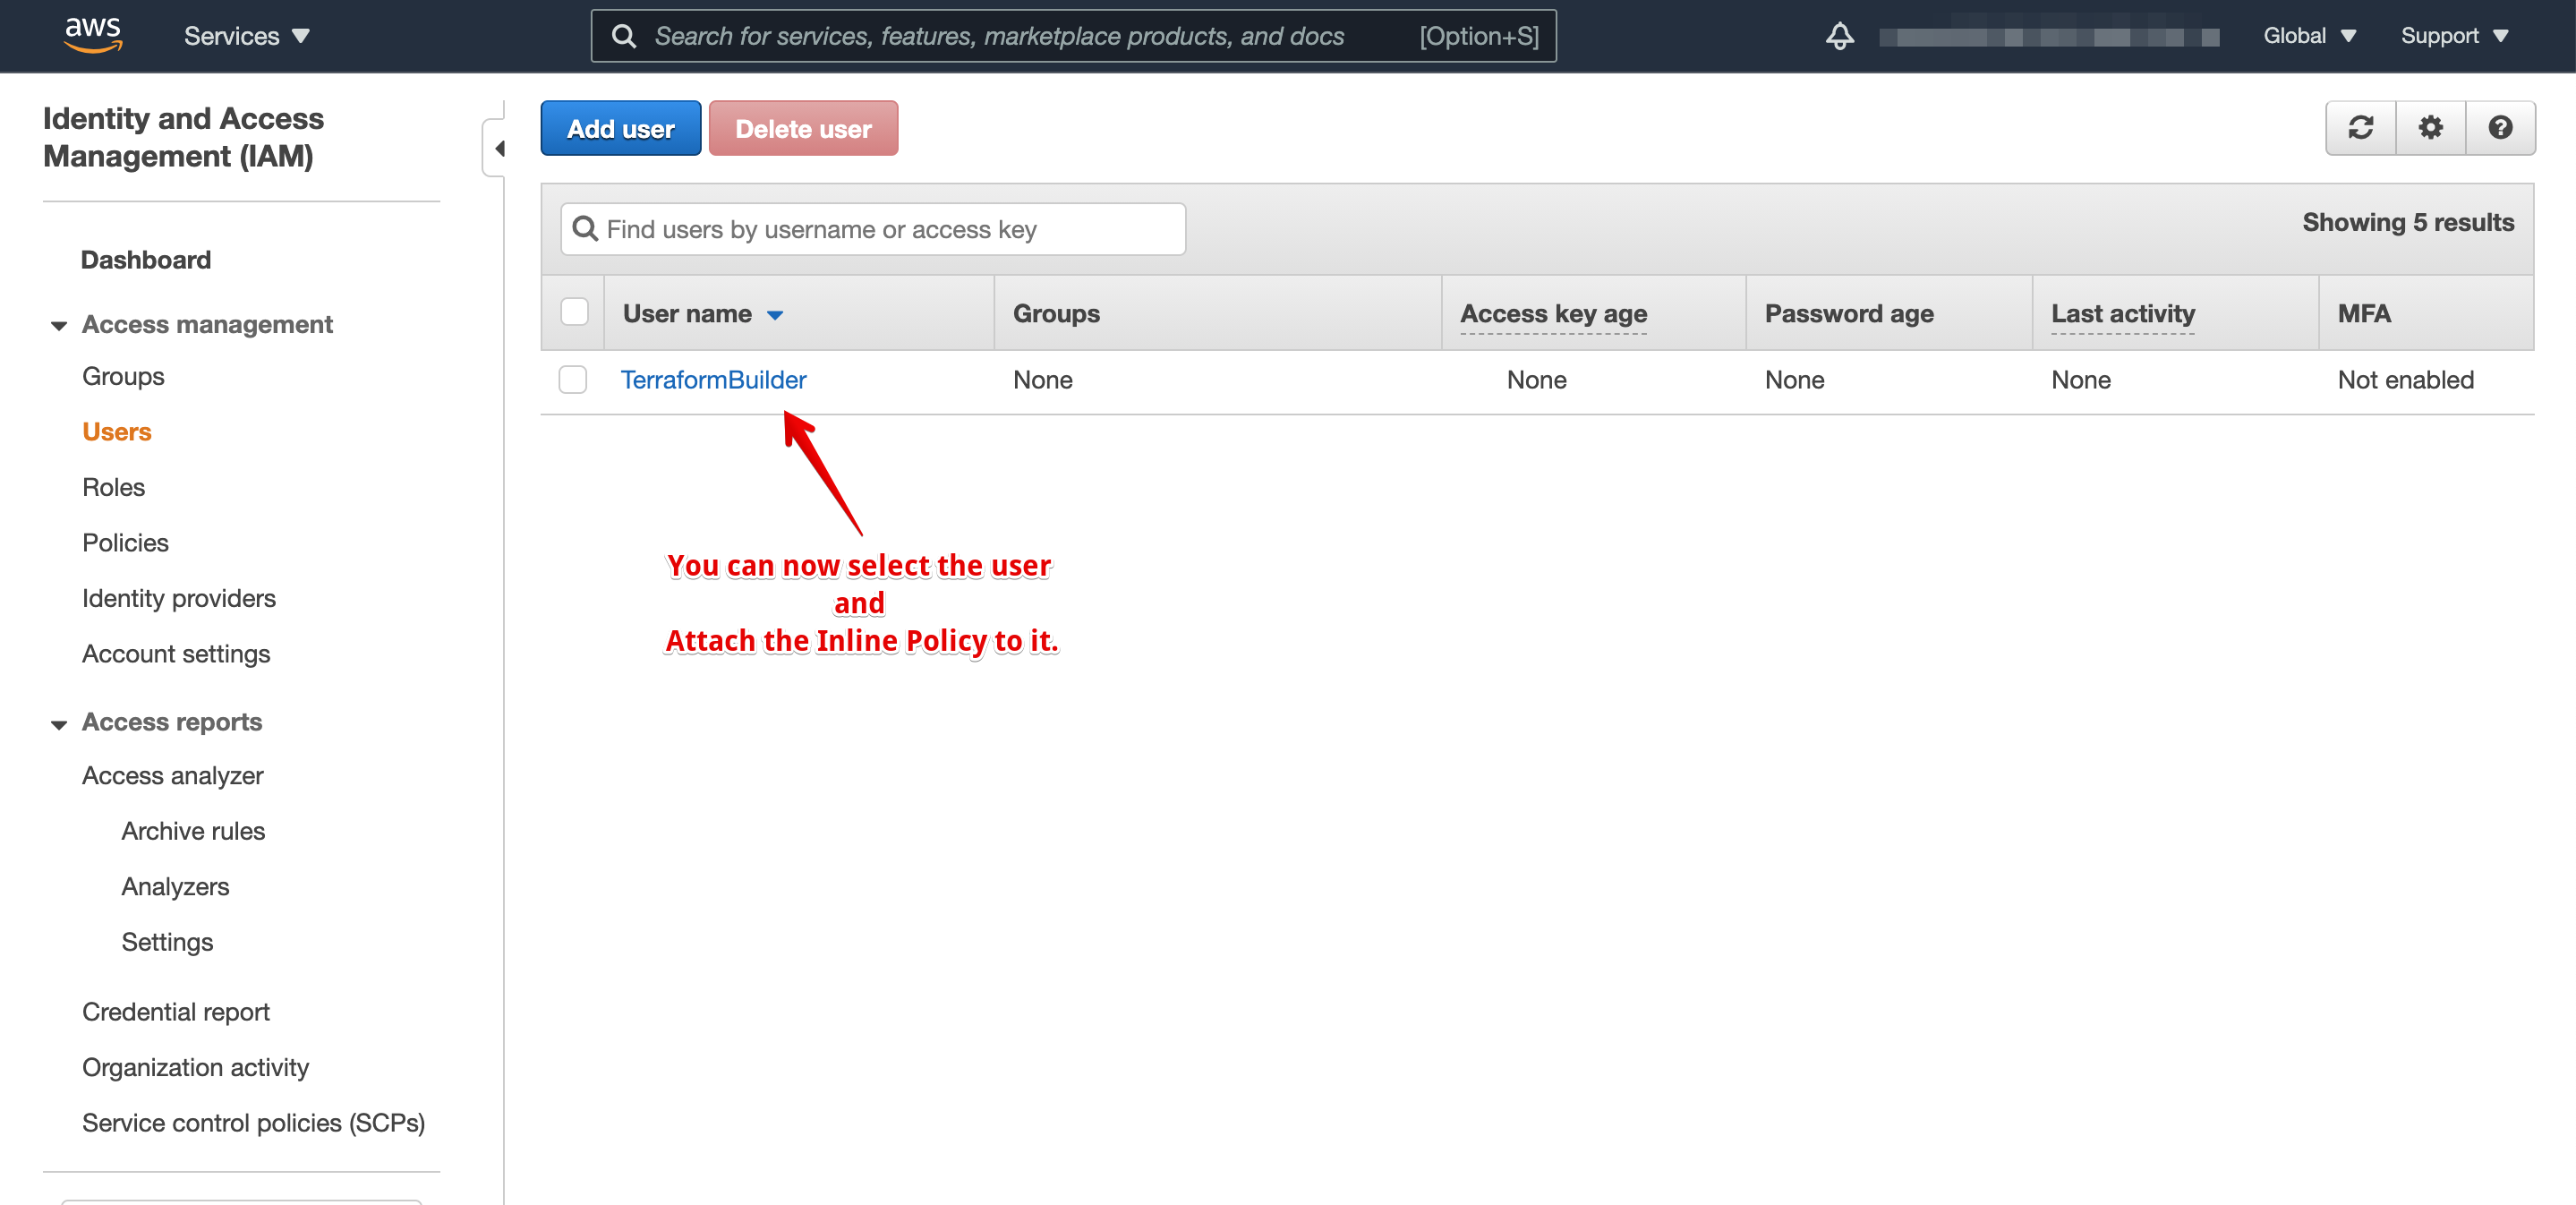 aws Services Search for services, features, marketplace products, and docs [Option+S] Global Support
Identity and Access
Management (IAM)
Dashboard
Access management
Groups
Users
Roles
Policies
Identity providers
Account settings
Access reports
Access analyzer
Archive rules
Analyzers
Settings
Credential report
Organization activity
Service control policies (SCPs)
Add user Delete user
Find users by username or access key Showing 5 results
User name Groups Access key age Password age Last activity MFA
TerraformBuilder None None None None Not enabled
You can now select the user
and
Attach the Inline Policy to it.